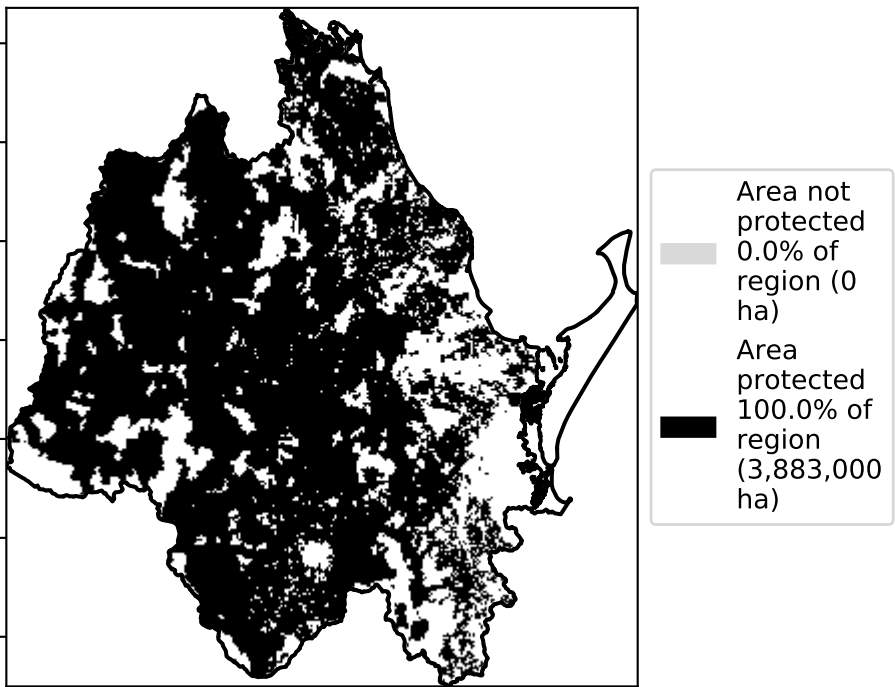 Area not
protected
0.0% of
region (0
ha)
Area
protected
100.0% of
region
(3,883,000
ha)